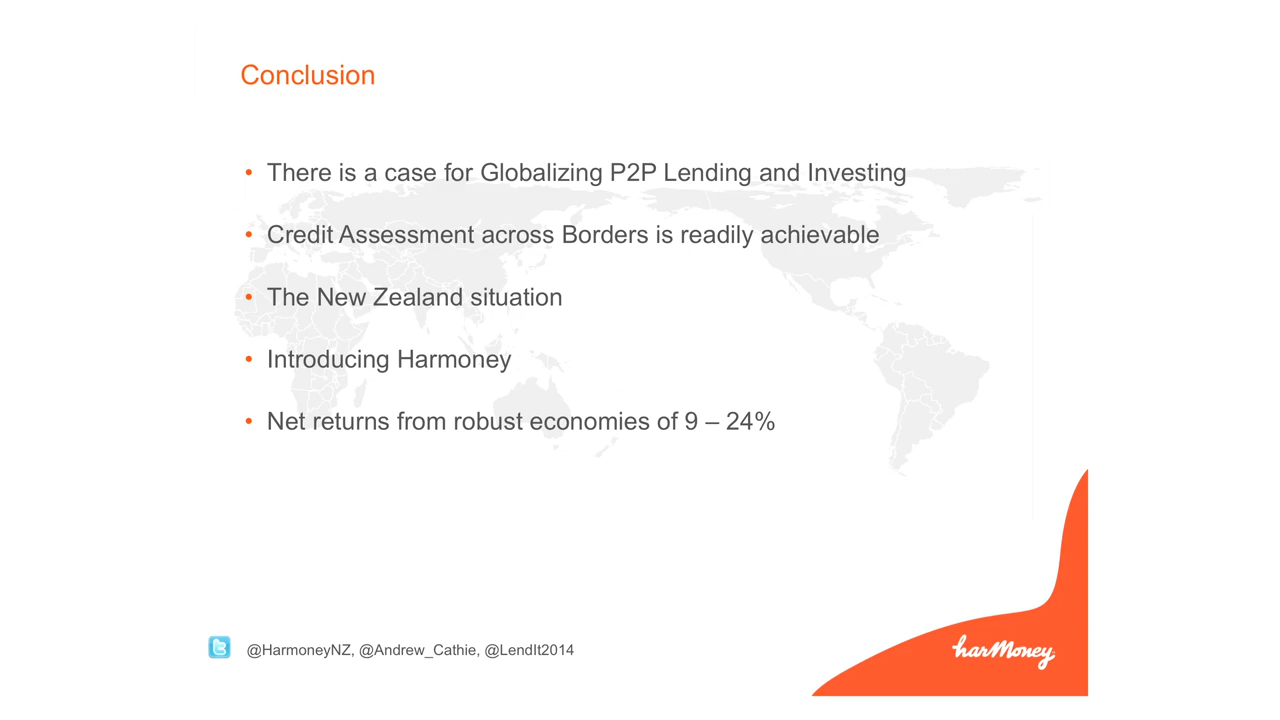 Conclusion
• There is a case for Globalizing P2P Lending and Investing
• Credit Assessment across Borders is readily achievable
• The New Zealand situation
• Introducing Harmoney
• Net returns from robust economies of 9 – 24%
@HarmoneyNZ, @Andrew_Cathie, @LendIt2014
harMoney